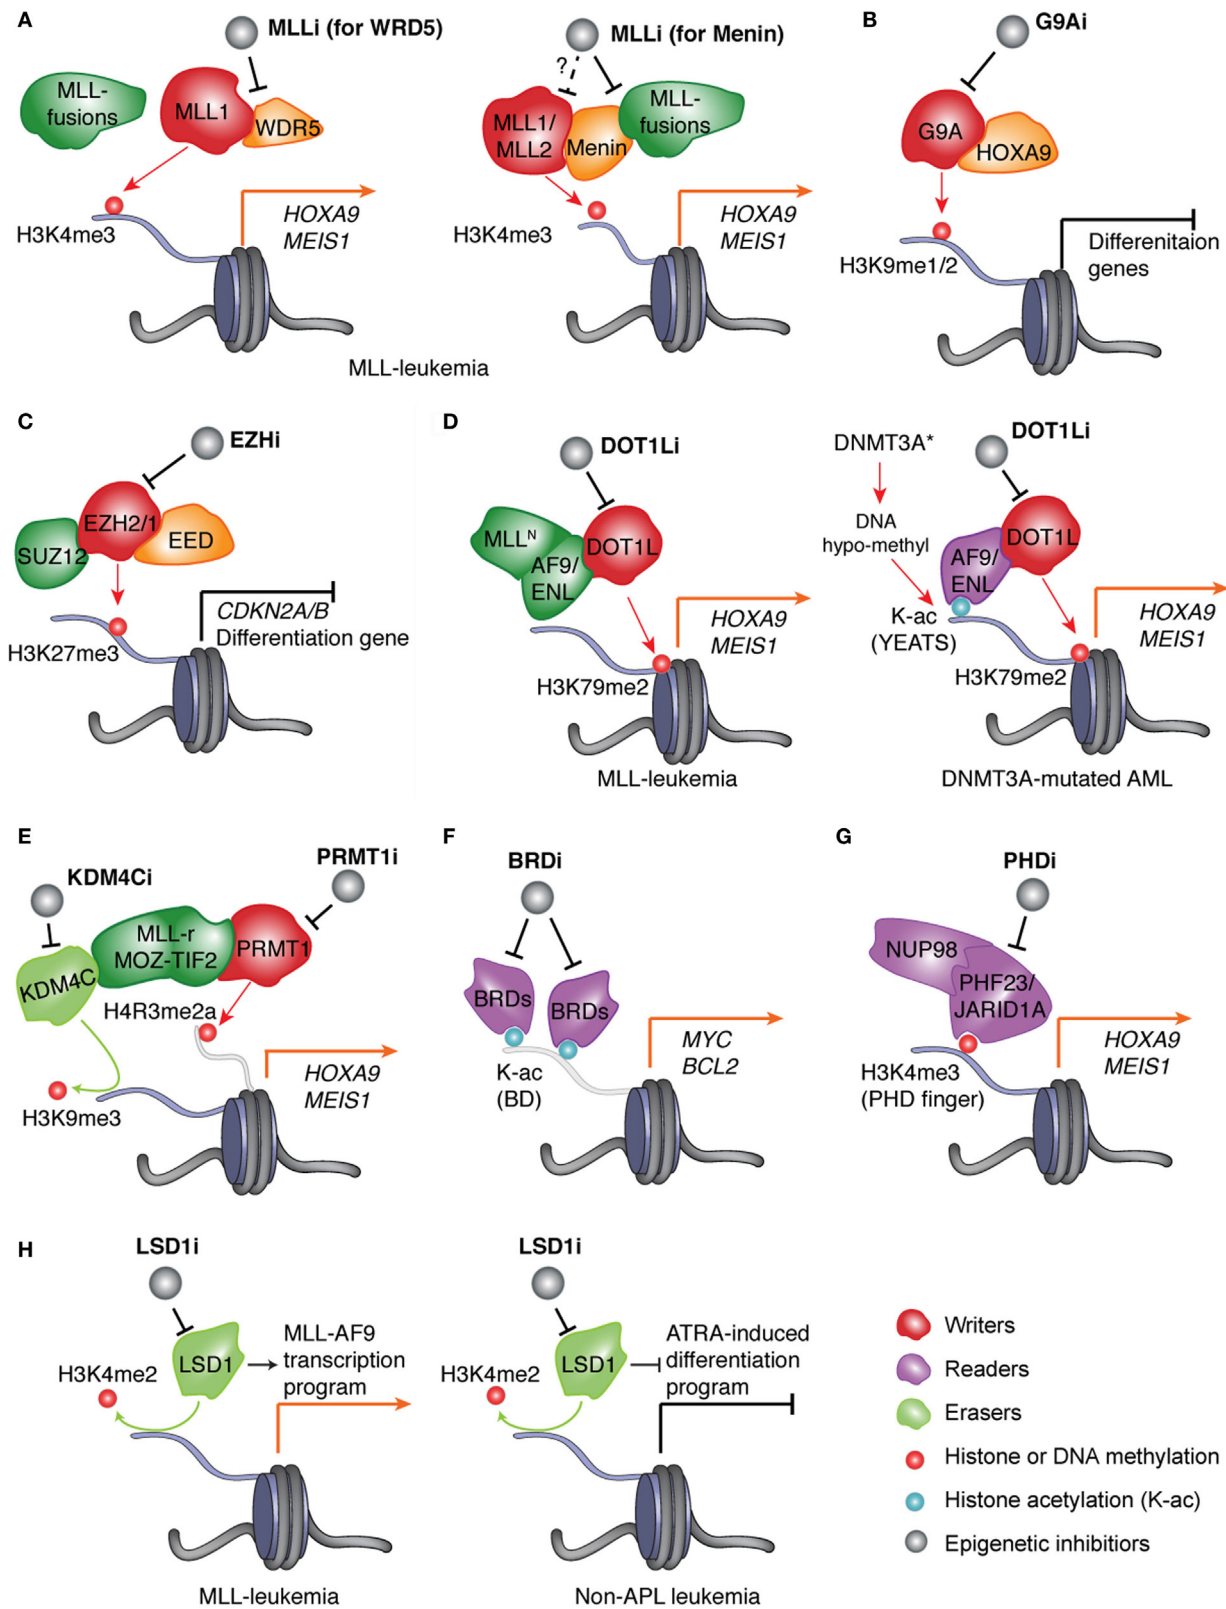 A
MLLi (for WRD5)
MLL-
fusions
MLL1
WDR5
H3K4me3
HOXA9
MEIS1
MLLi (for Menin)
?
MLL1/
MLL2
Menin
MLL-
fusions
H3K4me3
HOXA9
MEIS1
MLL-leukemia
B
G9Ai
G9A
HOXA9
H3K9me1/2
Differenitaion
genes
C
EZHi
EZH2/1
SUZ12
EED
H3K27me3
CDKN2A/B
Differentiation gene
D
DOT1Li
MLLᴺ
AF9/
ENL
DOT1L
HOXA9
MEIS1
H3K79me2
MLL-leukemia
DNMT3A*
DNA
hypo-methyl
K-ac
(YEATS)
DOT1Li
AF9/
ENL
DOT1L
HOXA9
MEIS1
H3K79me2
DNMT3A-mutated AML
E
KDM4Ci
PRMT1i
KDM4C
MLL-r
MOZ-TIF2
PRMT1
H4R3me2a
H3K9me3
HOXA9
MEIS1
F
BRDi
BRDs
BRDs
K-ac
(BD)
MYC
BCL2
G
PHDi
NUP98
PHF23/
JARID1A
H3K4me3
(PHD finger)
HOXA9
MEIS1
H
LSD1i
LSD1
H3K4me2
MLL-AF9
transcription
program
MLL-leukemia
LSD1i
LSD1
H3K4me2
ATRA-induced
differentiation
program
Non-APL leukemia
Writers
Readers
Erasers
Histone or DNA methylation
Histone acetylation (K-ac)
Epigenetic inhibitiors